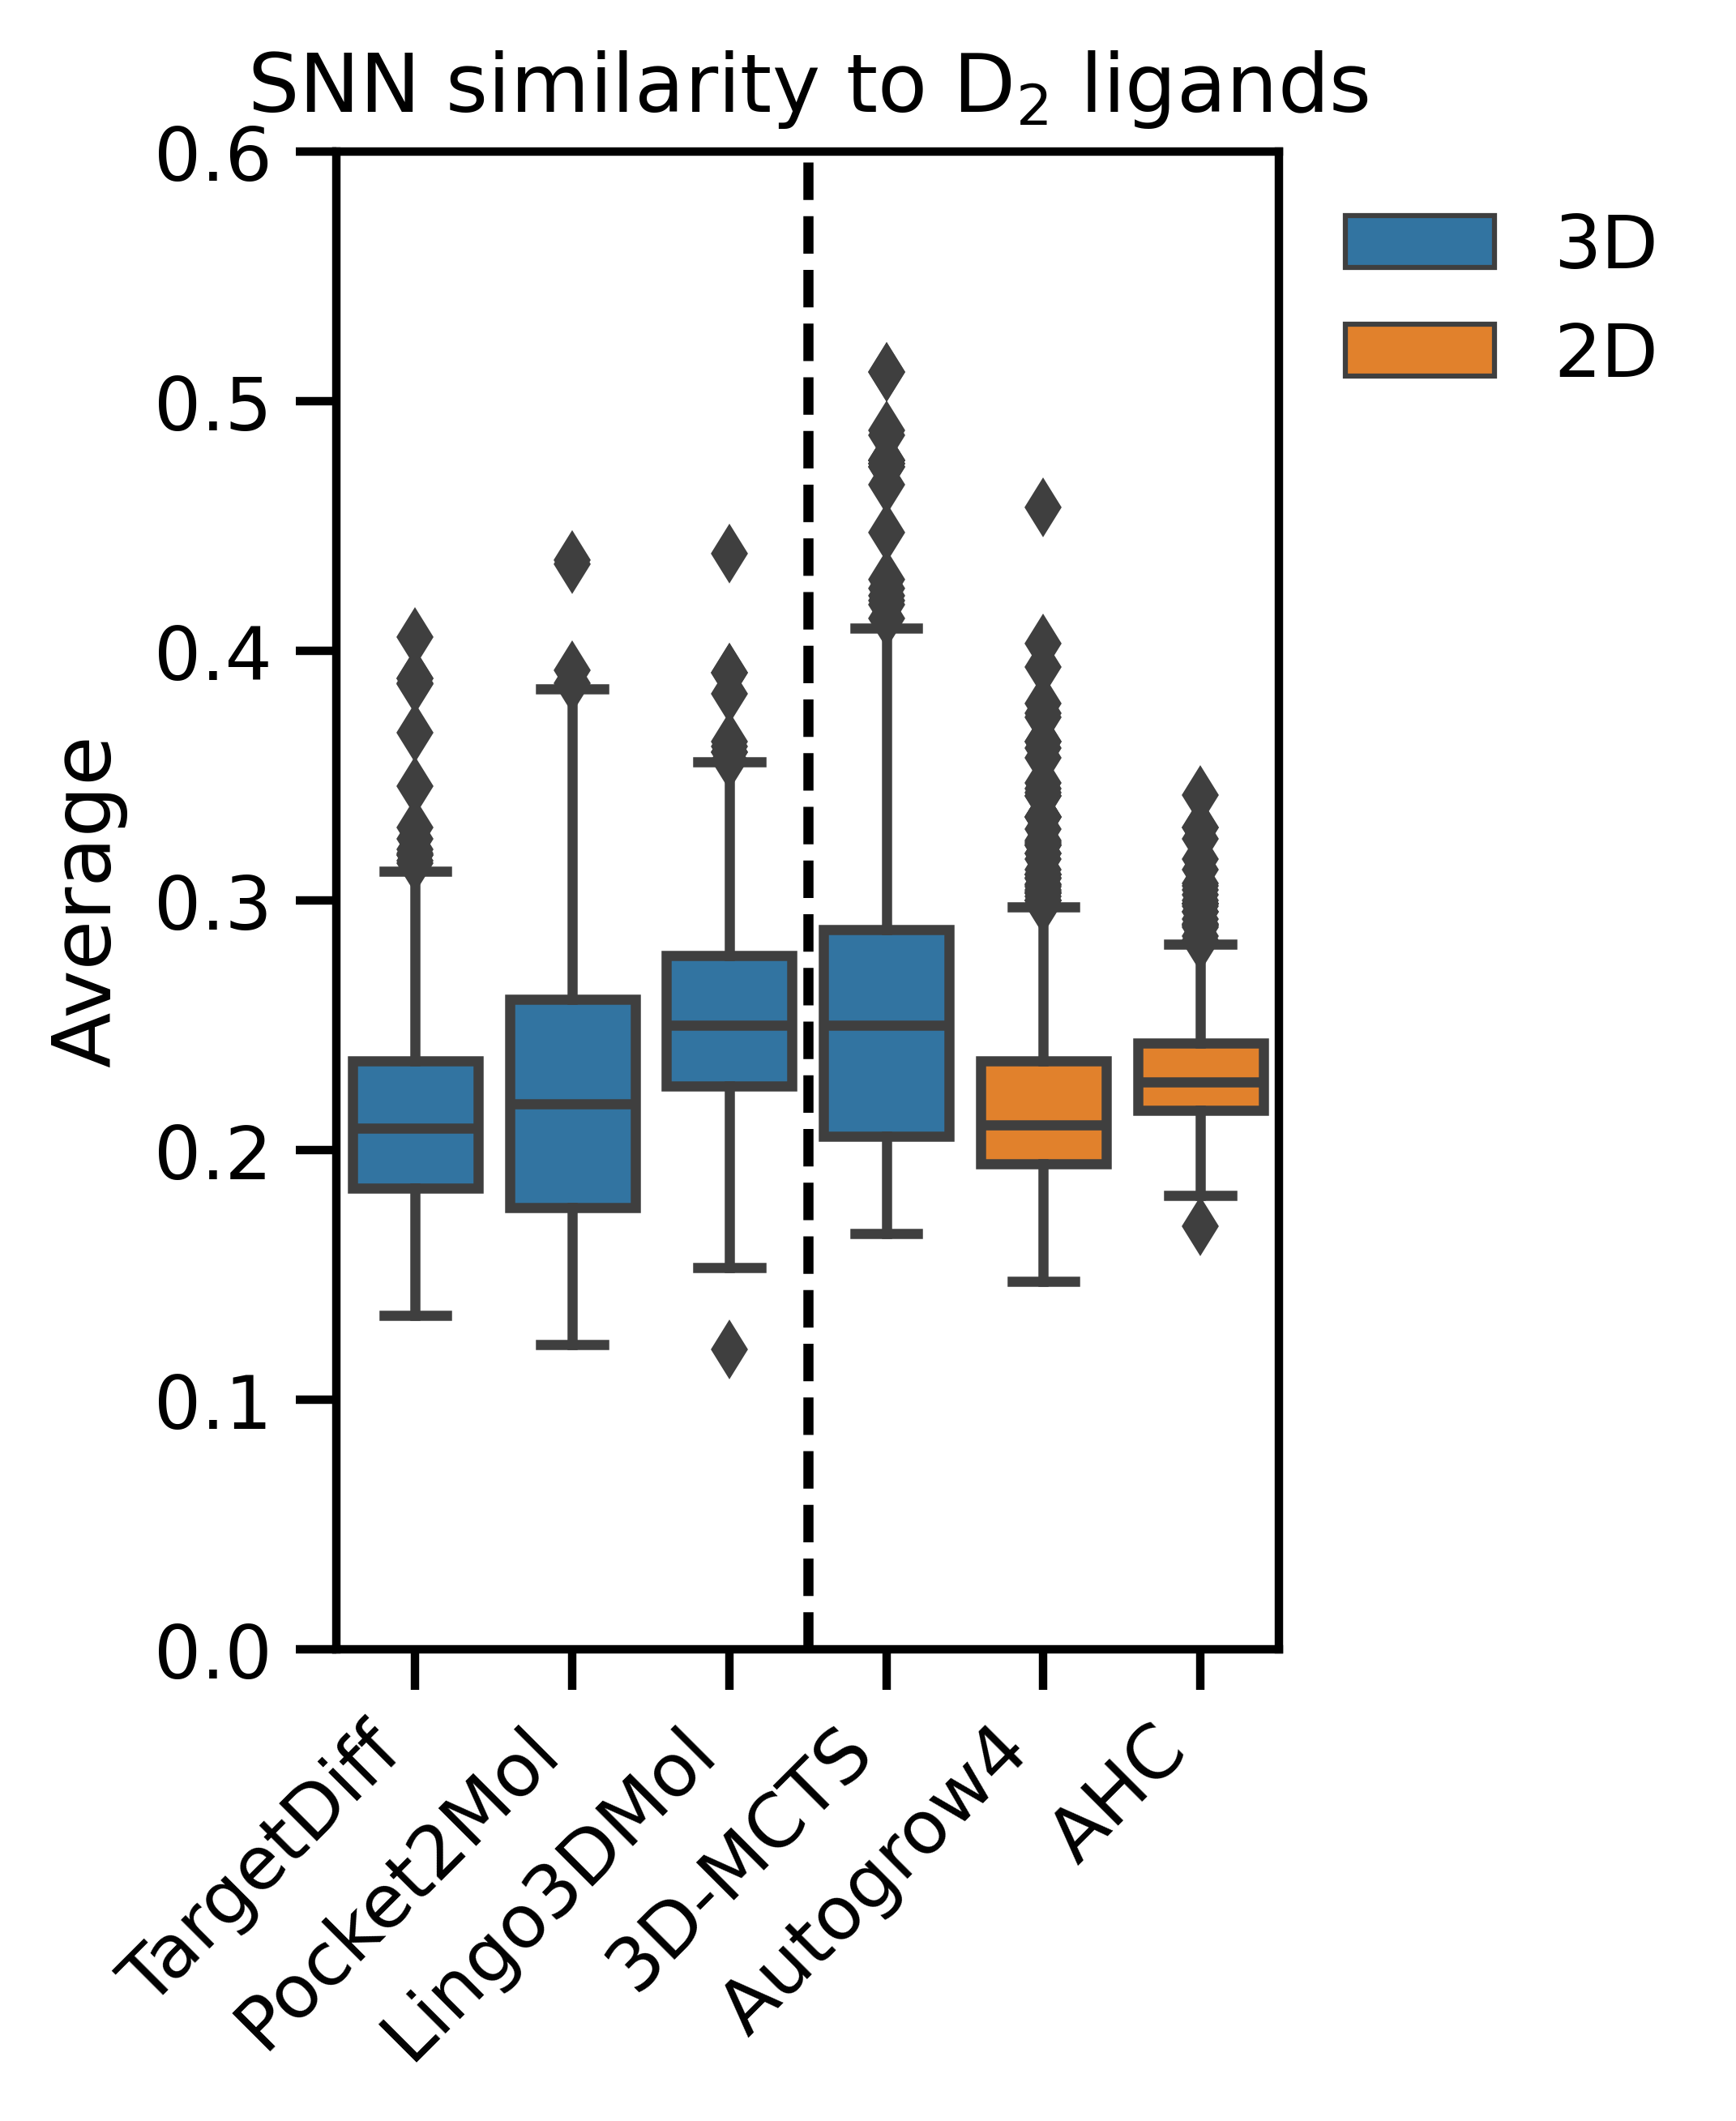 SNN similarity to D₂ ligands
0.6
0.5
0.4
0.3
0.2
0.1
0.0
Average
3D
2D
TargetDiff
Pocket2Mol
Lingo3DMol
3D-MCTS
Autogrow4
AHC